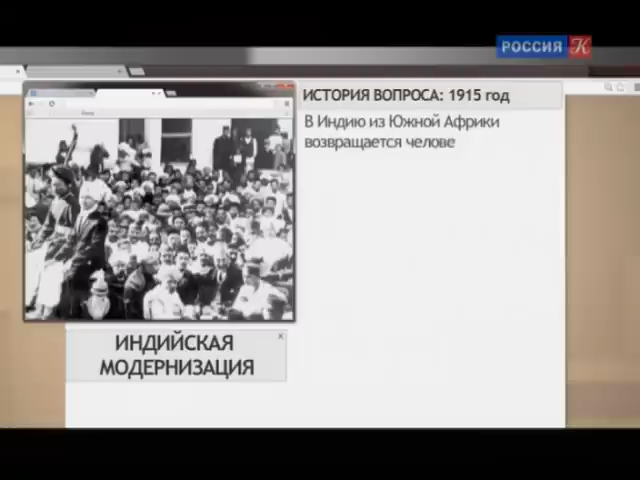 РОССИЯ К
ИСТОРИЯ ВОПРОСА: 1915 год
В Индию из Южной Африки
возвращается челове
ИНДИЙСКАЯ
МОДЕРНИЗАЦИЯ